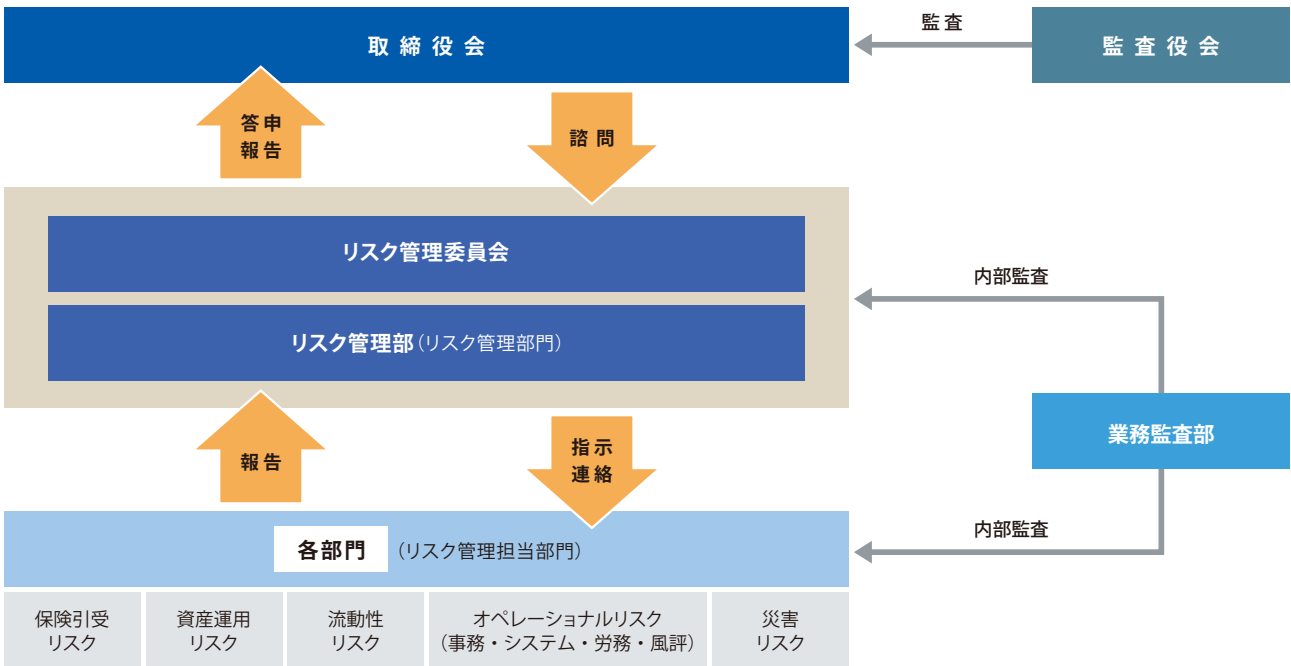 取締役会
監査
監査役会
答申
報告
諮問
リスク管理委員会
リスク管理部(リスク管理部門)
内部監査
業務監査部
報告
指示
連絡
各部門 (リスク管理担当部門)
内部監査
保険引受
リスク
資産運用
リスク
流動性
リスク
オペレーショナルリスク
(事務・システム・労務・風評)
災害
リスク